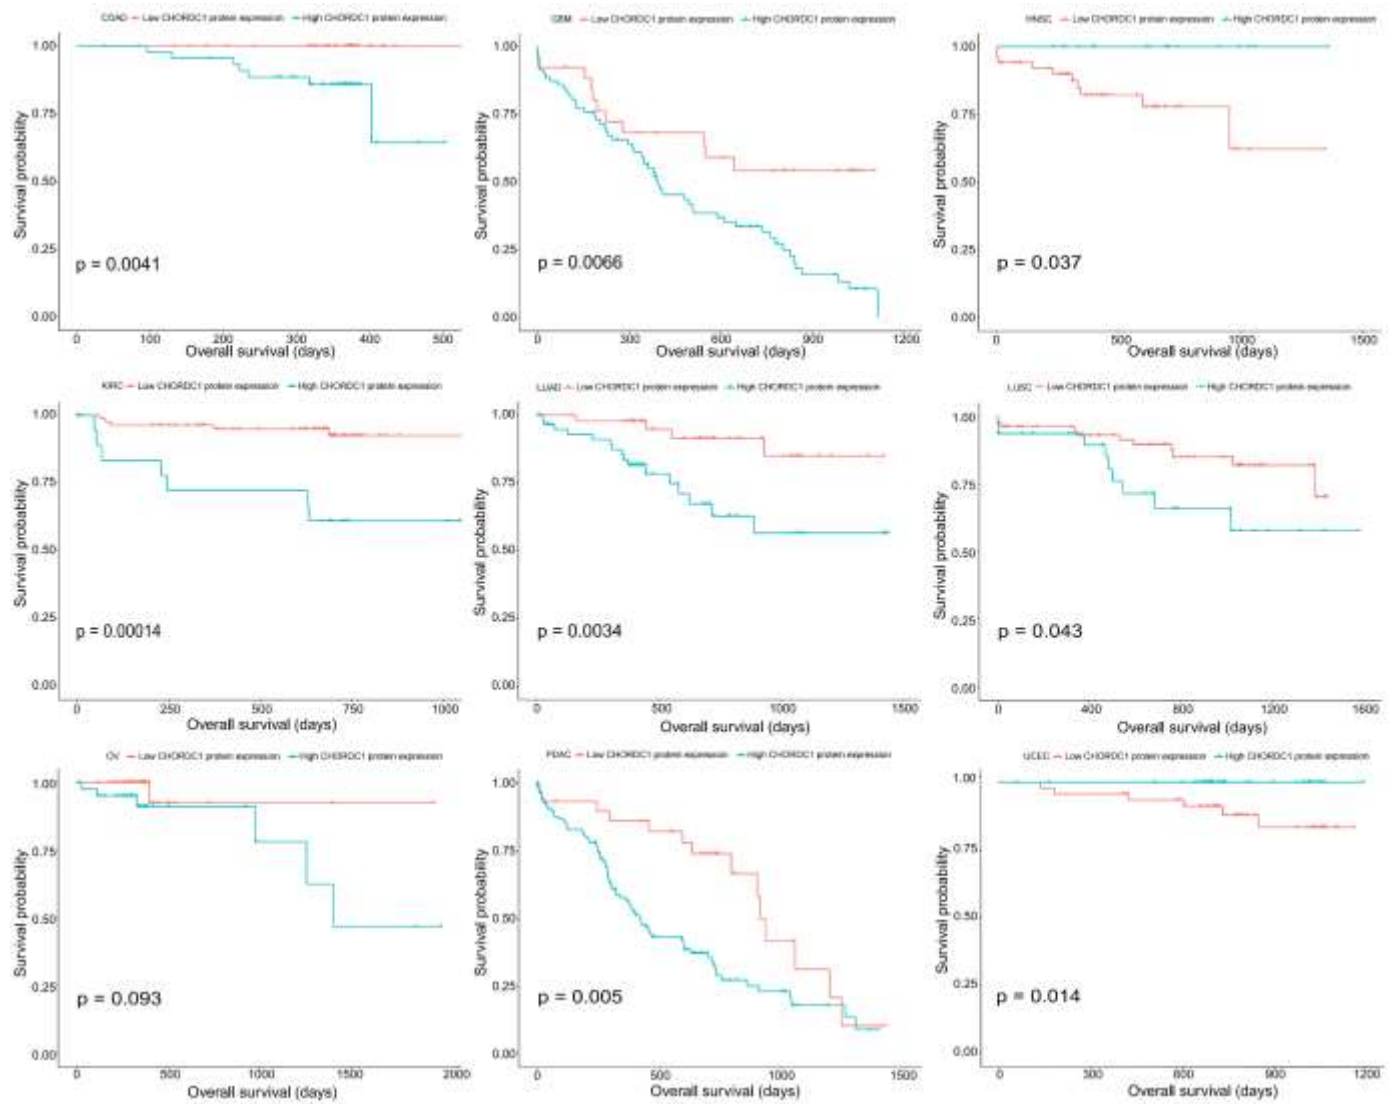 COAD Low CHORDC1 protein expression High CHORDC1 protein expression
1.00
0.75
0.50
0.25
0.00
Survival probability
p = 0.0041
0 100 200 300 400 500
Overall survival (days)
GBM Low CHORDC1 protein expression High CHORDC1 protein expression
1.00
0.75
0.50
0.25
0.00
Survival probability
p = 0.0066
0 300 600 900 1200
Overall survival (days)
HNSC Low CHORDC1 protein expression High CHORDC1 protein expression
1.00
0.75
0.50
0.25
0.00
Survival probability
p = 0.037
0 500 1000 1500
Overall survival (days)
KIRC Low CHORDC1 protein expression High CHORDC1 protein expression
1.00
0.75
0.50
0.25
0.00
Survival probability
p = 0.00014
0 250 500 750 1000
Overall survival (days)
LUAD Low CHORDC1 protein expression High CHORDC1 protein expression
1.00
0.75
0.50
0.25
0.00
Survival probability
p = 0.0034
0 500 1000 1500
Overall survival (days)
LUSC Low CHORDC1 protein expression High CHORDC1 protein expression
1.00
0.75
0.50
0.25
0.00
Survival probability
p = 0.043
0 400 800 1200 1600
Overall survival (days)
OV Low CHORDC1 protein expression High CHORDC1 protein expression
1.00
0.75
0.50
0.25
0.00
Survival probability
p = 0.093
0 500 1000 1500 2000
Overall survival (days)
PDAC Low CHORDC1 protein expression High CHORDC1 protein expression
1.00
0.75
0.50
0.25
0.00
Survival probability
p = 0.005
0 500 1000 1500
Overall survival (days)
UCEC Low CHORDC1 protein expression High CHORDC1 protein expression
1.00
0.75
0.50
0.25
0.00
Survival probability
p = 0.014
0 300 600 900 1200
Overall survival (days)